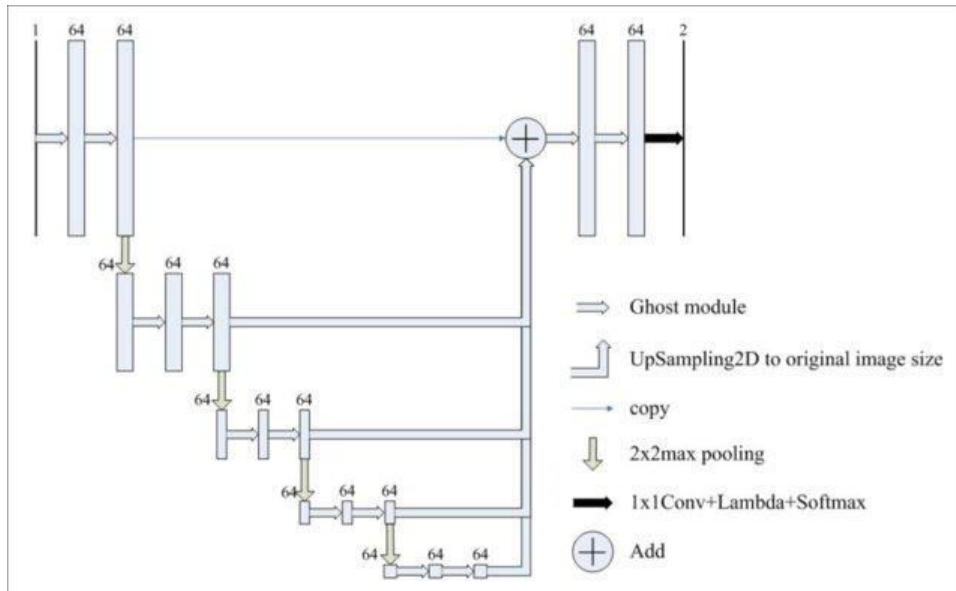 1 64 64 64 64 2
64 64 64
64 64 64
64 64 64
64 64 64
Ghost module
UpSampling2D to original image size
copy
2x2max pooling
1x1Conv+Lambda+Softmax
Add